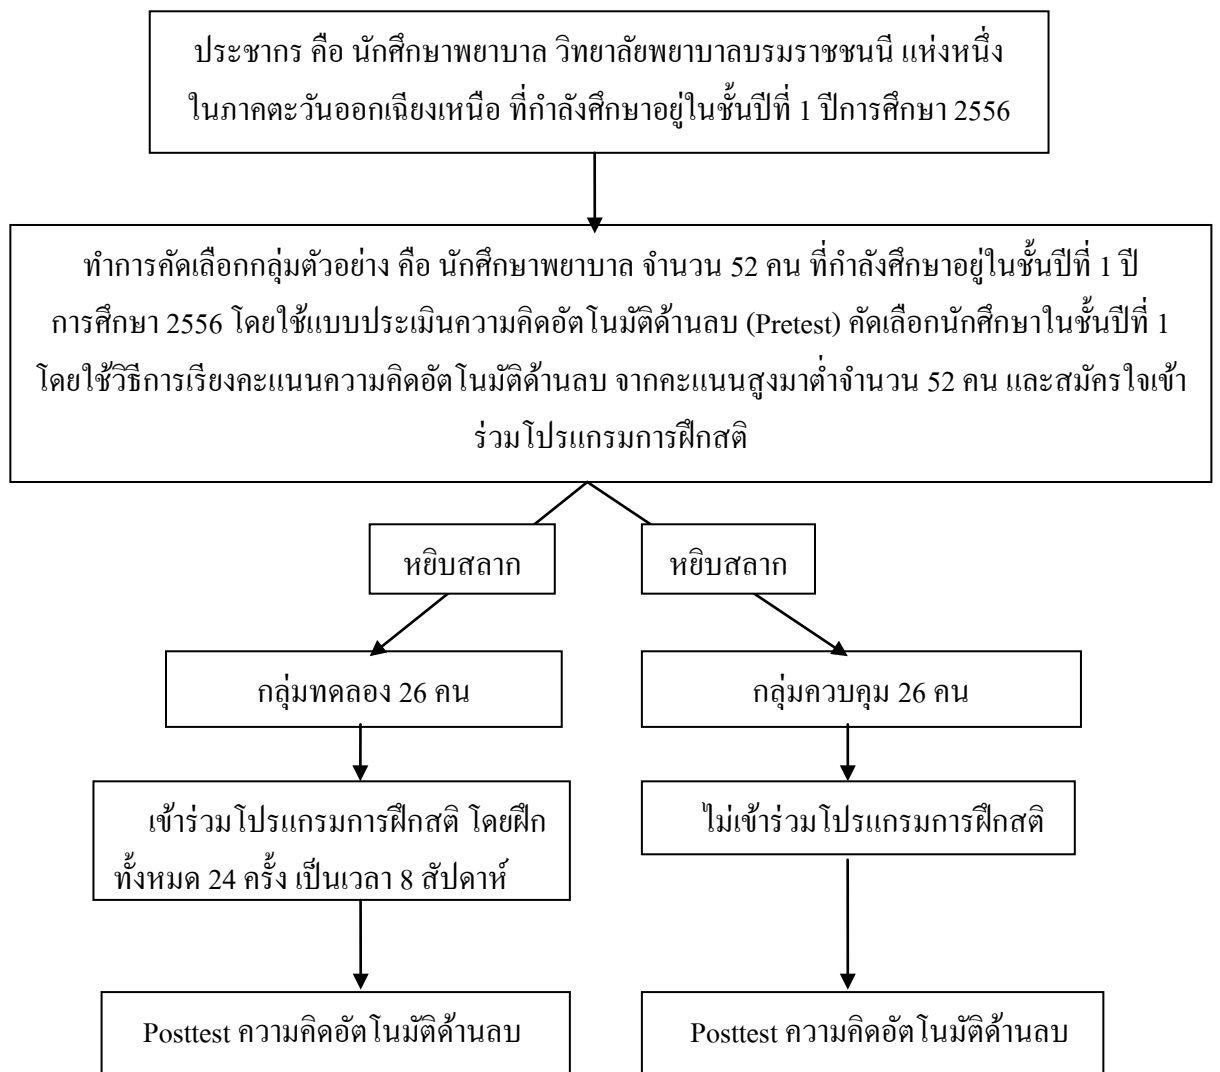 ประชากร คือ นักศึกษาพยาบาล วิทยาลัยพยาบาลบรมราชชนนี แห่งหนึ่ง
ในภาคตะวันออกเฉียงเหนือ ที่กำลังศึกษาอยู่ในชั้นปีที่ 1 ปีการศึกษา 2556
ทำการคัดเลือกกลุ่มตัวอย่าง คือ นักศึกษาพยาบาล จำนวน 52 คน ที่กำลังศึกษาอยู่ในชั้นปีที่ 1 ปี
การศึกษา 2556 โดยใช้แบบประเมินความคิดอัตโนมัติด้านลบ (Pretest) คัดเลือกนักศึกษาในชั้นปีที่ 1
โดยใช้วิธีการเรียงคะแนนความคิดอัตโนมัติด้านลบ จากคะแนนสูงมาต่ำจำนวน 52 คน และสมัครใจเข้า
ร่วมโปรแกรมการฝึกสติ
หยิบสลาก
หยิบสลาก
กลุ่มทดลอง 26 คน
กลุ่มควบคุม 26 คน
เข้าร่วมโปรแกรมการฝึกสติ โดยฝึก
ทั้งหมด 24 ครั้ง เป็นเวลา 8 สัปดาห์
ไม่เข้าร่วมโปรแกรมการฝึกสติ
Posttest ความคิดอัตโนมัติด้านลบ
Posttest ความคิดอัตโนมัติด้านลบ